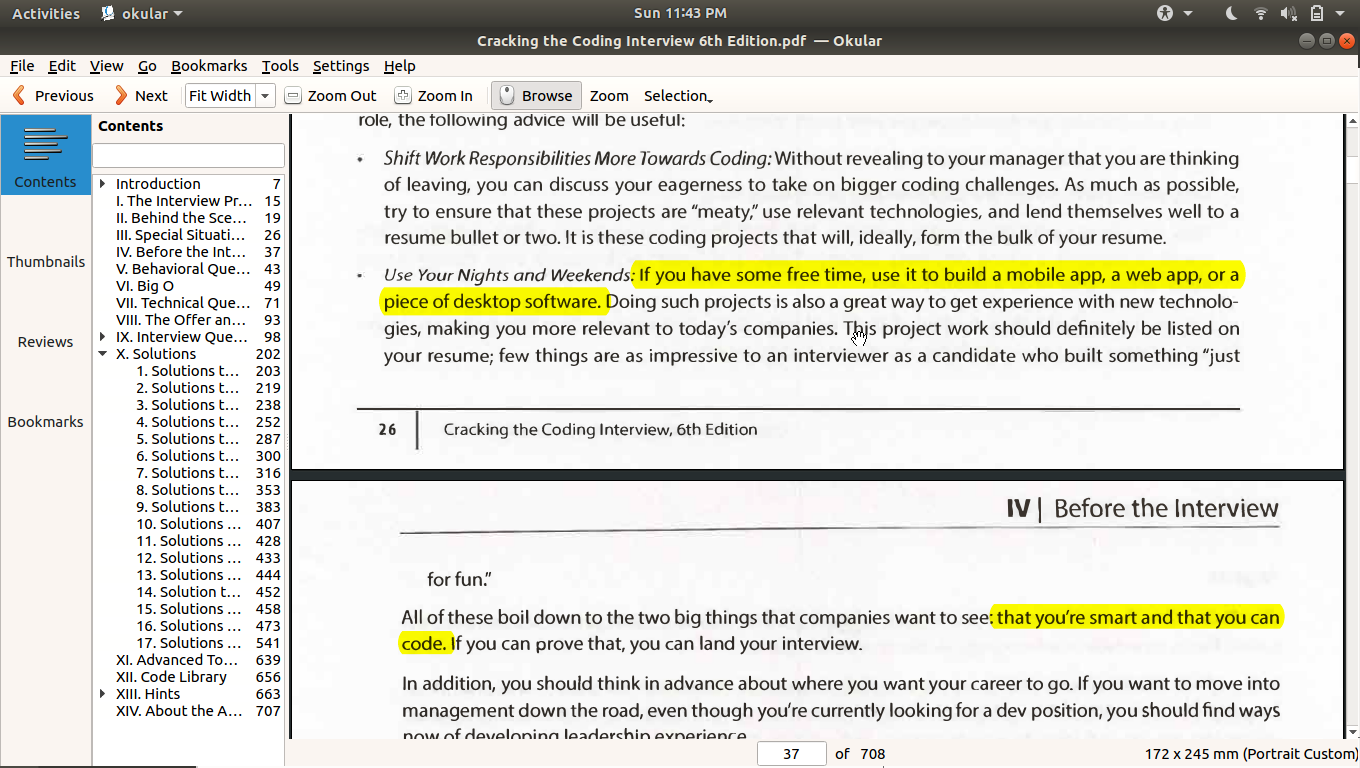 Activities okular Sun 11:43 PM
Cracking the Coding Interview 6th Edition.pdf — Okular
File Edit View Go Bookmarks Tools Settings Help
Previous Next Fit Width Zoom Out Zoom In Browse Zoom Selection
Contents
Thumbnails
Reviews
Bookmarks
Contents
Introduction 7
I. The Interview Pr... 15
II. Behind the Sce... 19
III. Special Situati... 26
IV. Before the Int... 37
V. Behavioral Que... 43
VI. Big O 49
VII. Technical Que... 71
VIII. The Offer an... 93
IX. Interview Que... 98
X. Solutions 202
1. Solutions t... 203
2. Solutions t... 219
3. Solutions t... 238
4. Solutions t... 252
5. Solutions t... 287
6. Solutions t... 300
7. Solutions t... 316
8. Solutions t... 353
9. Solutions t... 383
10. Solutions ... 407
11. Solutions ... 428
12. Solutions ... 433
13. Solutions ... 444
14. Solution t... 452
15. Solutions ... 458
16. Solutions ... 473
17. Solutions ... 541
XI. Advanced To... 639
XII. Code Library 656
XIII. Hints 663
XIV. About the A... 707
role, the following advice will be useful:
• Shift Work Responsibilities More Towards Coding: Without revealing to your manager that you are thinking
of leaving, you can discuss your eagerness to take on bigger coding challenges. As much as possible,
try to ensure that these projects are “meaty,” use relevant technologies, and lend themselves well to a
resume bullet or two. It is these coding projects that will, ideally, form the bulk of your resume.
• Use Your Nights and Weekends: If you have some free time, use it to build a mobile app, a web app, or a
piece of desktop software. Doing such projects is also a great way to get experience with new technolo-
gies, making you more relevant to today’s companies. This project work should definitely be listed on
your resume; few things are as impressive to an interviewer as a candidate who built something “just
26 Cracking the Coding Interview, 6th Edition
IV | Before the Interview
for fun.”
All of these boil down to the two big things that companies want to see: that you’re smart and that you can
code. If you can prove that, you can land your interview.
In addition, you should think in advance about where you want your career to go. If you want to move into
management down the road, even though you’re currently looking for a dev position, you should find ways
now of developing leadership experience.
37 of 708 172 x 245 mm (Portrait Custom)